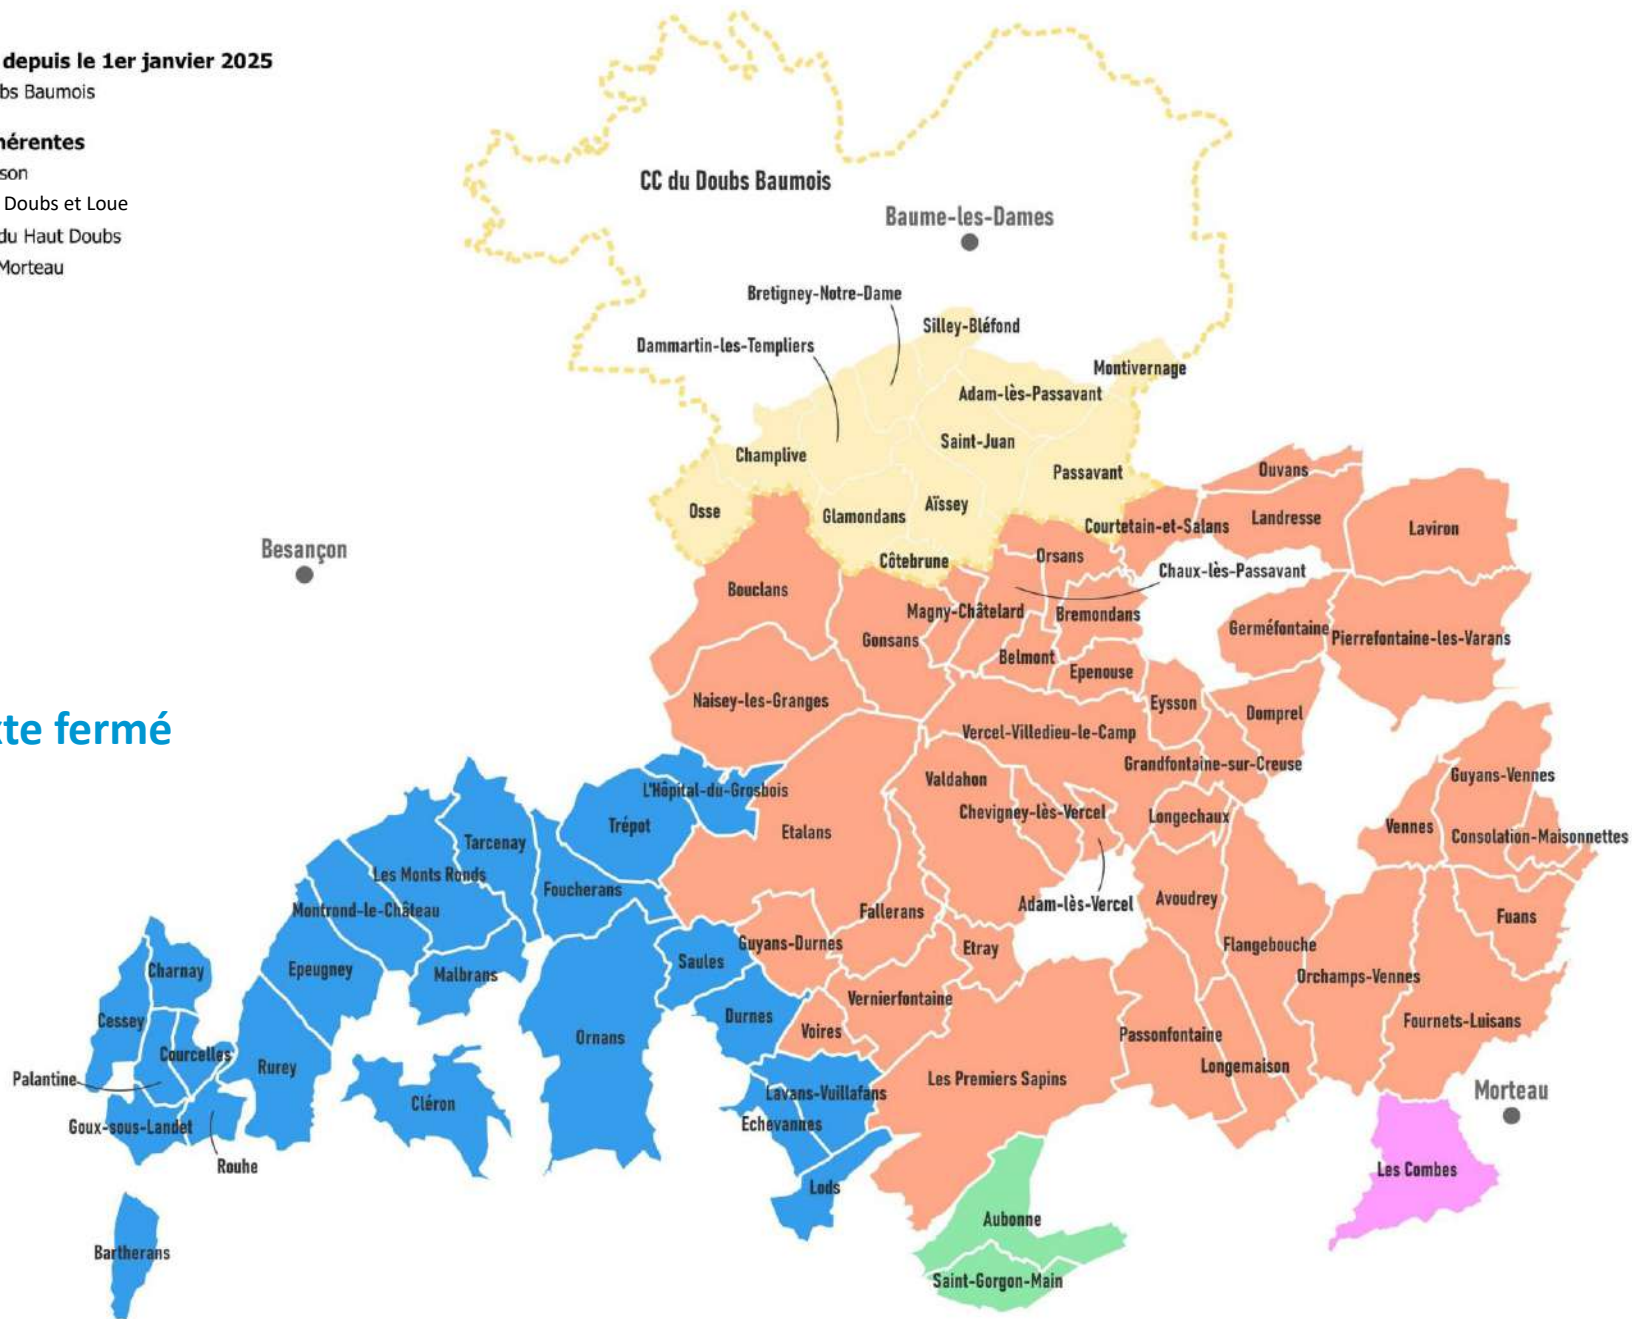 depuis le 1er janvier 2025
bs Baumois
hérentes
son
Doubs et Loue
du Haut Doubs
Morteau
CC du Doubs Baumois
Baume-les-Dames
Bretigney-Notre-Dame
Silley-Bléfond
Dammartin-les-Templiers
Montivernage
Adam-lès-Passavant
Saint-Juan
Champlive
Passavant
Ouvans
Osse
Glamondans
Aïssey
Courtetain-et-Salans
Landresse
Laviron
Besançon
Côtebrune
Orsans
Chaux-lès-Passavant
Bouclans
Magny-Châtelard
Bremondans
Gonsans
Germéfontaine
Pierrefontaine-les-Varans
Belmont
Epenouse
Naisey-les-Granges
Eysson
Domprel
xte fermé
Vercel-Villedieu-le-Camp
Grandfontaine-sur-Creuse
Guyans-Vennes
Valdahon
L'Hôpital-du-Grosbois
Chevigney-lès-Vercel
Longechaux
Trépot
Etalans
Vennes
Consolation-Maisonnettes
Tarcenay
Les Monts Ronds
Foucherans
Adam-lès-Vercel
Avoudrey
Montrond-le-Château
Fallerans
Fuans
Guyans-Durnes
Etray
Flangebouche
Charnay
Epeugney
Malbrans
Saules
Orchamps-Vennes
Vernierfontaine
Cessey
Durnes
Voires
Fournets-Luisans
Ornans
Passonfontaine
Courcelles
Rurey
Longemaison
Palantine
Les Premiers Sapins
Lavans-Vuillafans
Morteau
Cléron
Goux-sous-Landet
Echevannes
Rouhe
Les Combes
Lods
Aubonne
Bartherans
Saint-Gorgon-Main